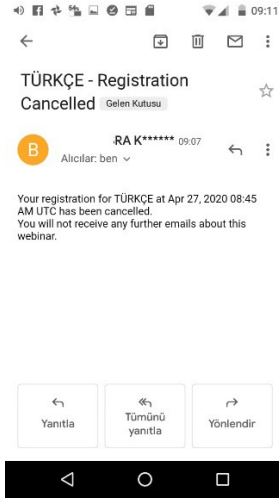 09:11
TÜRKÇE - Registration
Cancelled Gelen Kutusu
B
RA K****** 09:07
Alıcılar: ben
Your registration for TÜRKÇE at Apr 27, 2020 08:45
AM UTC has been cancelled.
You will not receive any further emails about this
webinar.
Yanıtla
Tümünü
yanıtla
Yönlendir